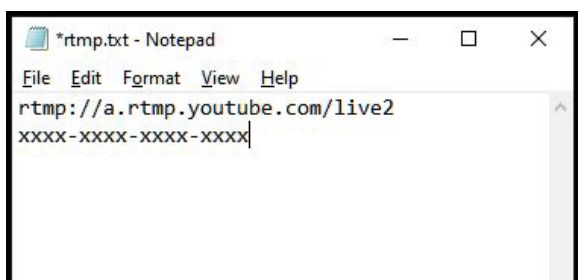 *rtmp.txt - Notepad
File Edit Format View Help
rtmp://a.rtmp.youtube.com/live2
xxxx-xxxx-xxxx-xxxx